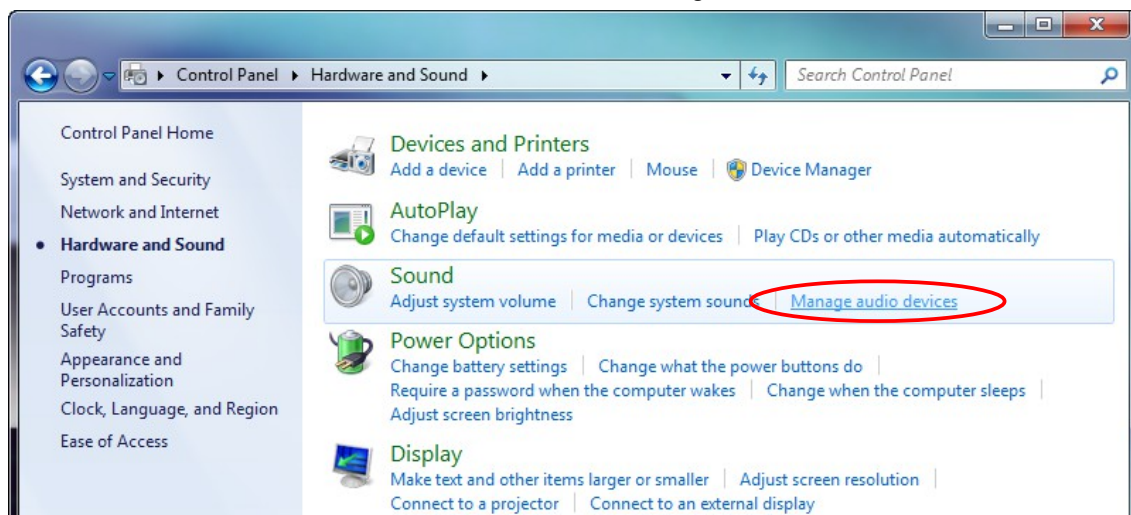 Control Panel ▸ Hardware and Sound ▸
Search Control Panel
Control Panel Home
System and Security
Network and Internet
• Hardware and Sound
Programs
User Accounts and Family
Safety
Appearance and
Personalization
Clock, Language, and Region
Ease of Access
Devices and Printers
Add a device | Add a printer | Mouse | Device Manager
AutoPlay
Change default settings for media or devices | Play CDs or other media automatically
Sound
Adjust system volume | Change system sounds | Manage audio devices
Power Options
Change battery settings | Change what the power buttons do |
Require a password when the computer wakes | Change when the computer sleeps |
Adjust screen brightness
Display
Make text and other items larger or smaller | Adjust screen resolution |
Connect to a projector | Connect to an external display